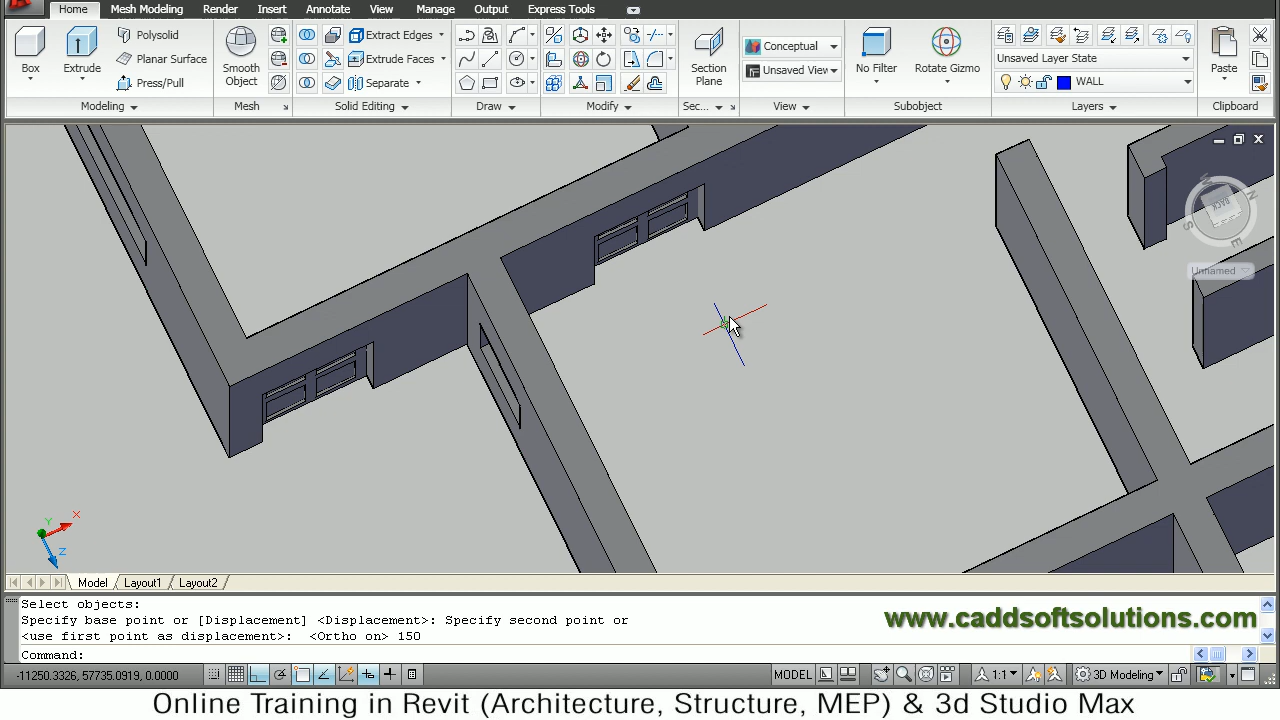 Home Mesh Modeling Render Insert Annotate View Manage Output Express Tools
Polysolid Extract Edges Conceptual Unsaved Layer State
Box Extrude Planar Surface Smooth Object Extrude Faces Section Plane Unsaved View No Filter Rotate Gizmo WALL Paste
Press/Pull Separate
Modeling Mesh Solid Editing Draw Modify Sec... View Subobject Layers Clipboard
W
N
BACK
S
E
Unnamed
Y X
Z
Model Layout1 Layout2
Select objects:
Specify base point or [Displacement] <Displacement>: Specify second point or
<use first point as displacement>: <Ortho on> 150
www.caddsoftsolutions.com
Command:
-11250.3326, 57735.0919, 0.0000 MODEL 1:1 3D Modeling
Online Training in Revit (Architecture, Structure, MEP) & 3d Studio Max